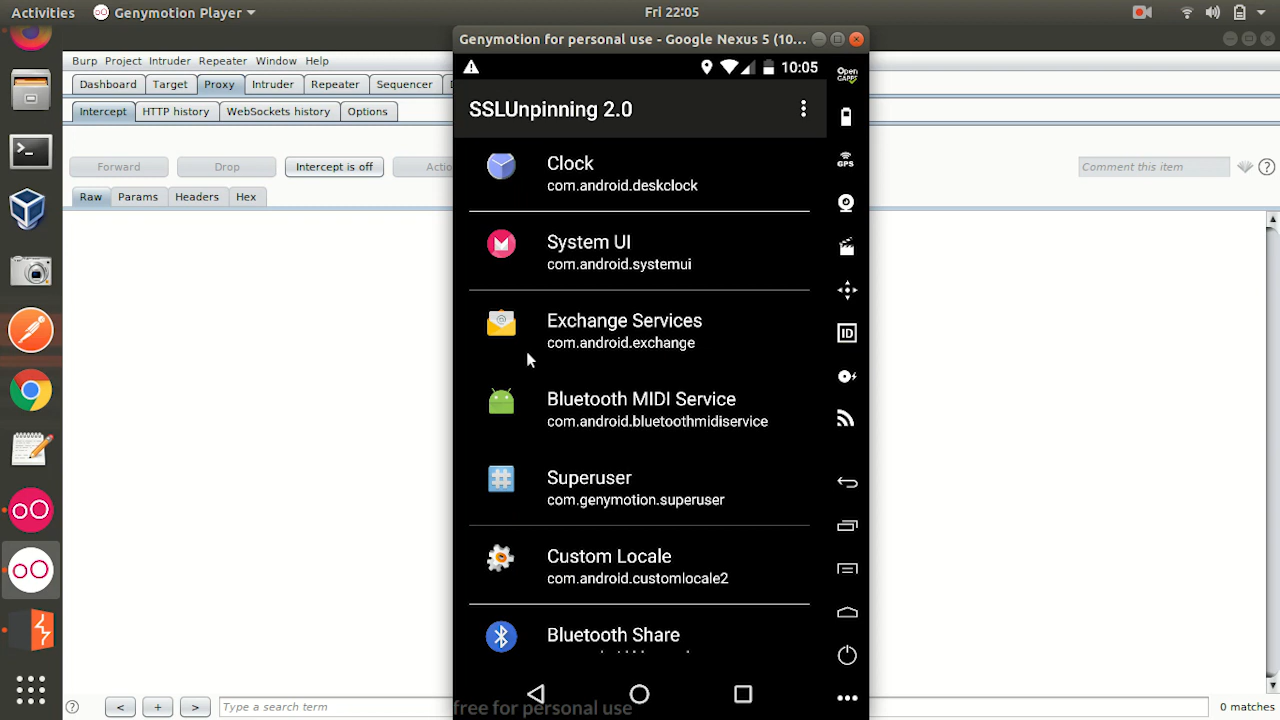 Activities
Genymotion Player
Fri 22:05
Genymotion for personal use - Google Nexus 5 (10...
Burp Project Intruder Repeater Window Help
Dashboard Target Proxy Intruder Repeater Sequencer
Intercept HTTP history WebSockets history Options
Forward Drop Intercept is off
Comment this item
Raw Params Headers Hex
10:05
SSLUnpinning 2.0
Clock
com.android.deskclock
System UI
com.android.systemui
Exchange Services
com.android.exchange
Bluetooth MIDI Service
com.android.bluetoothmidiservice
Superuser
com.genymotion.superuser
Custom Locale
com.android.customlocale2
Bluetooth Share
Open
GAPPS
GPS
ID
free for personal use
? < + > Type a search term
0 matches